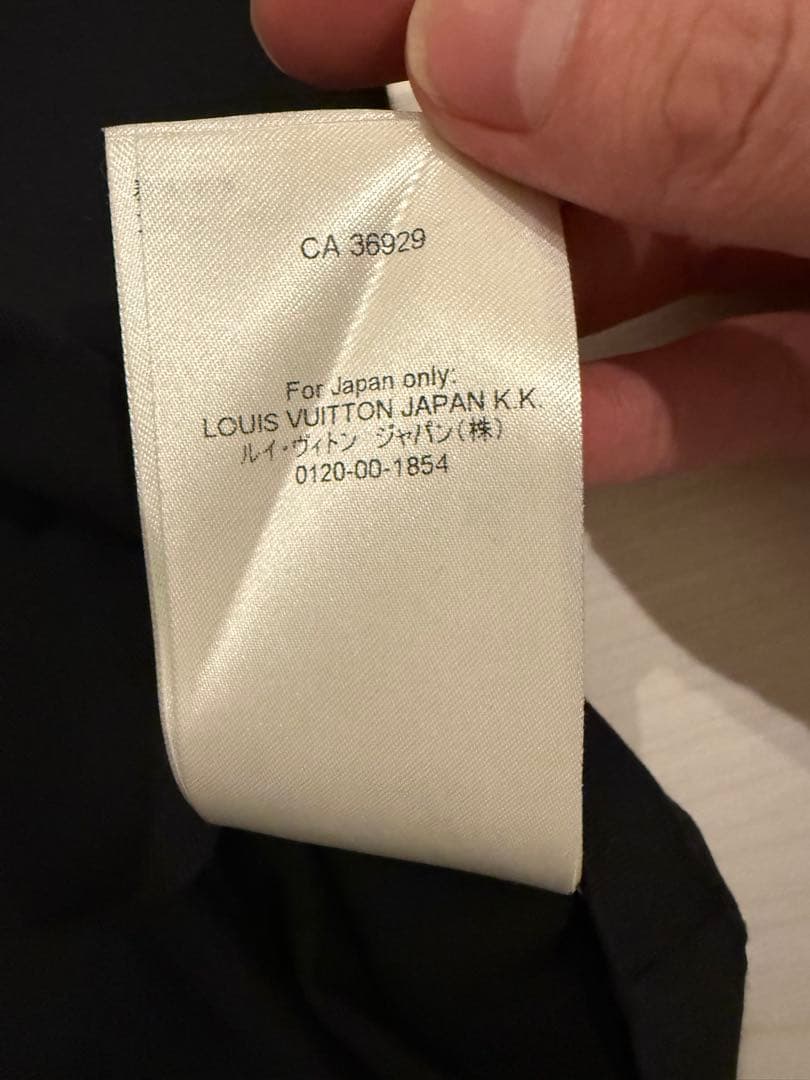 CA 36929
For Japan only:
LOUIS VUITTON JAPAN K.K.
ルイ・ヴィトン ジャパン(株)
0120-00-1854